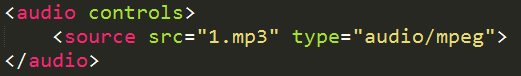 <audio controls>
    <source src="1.mp3" type="audio/mpeg">
</audio>